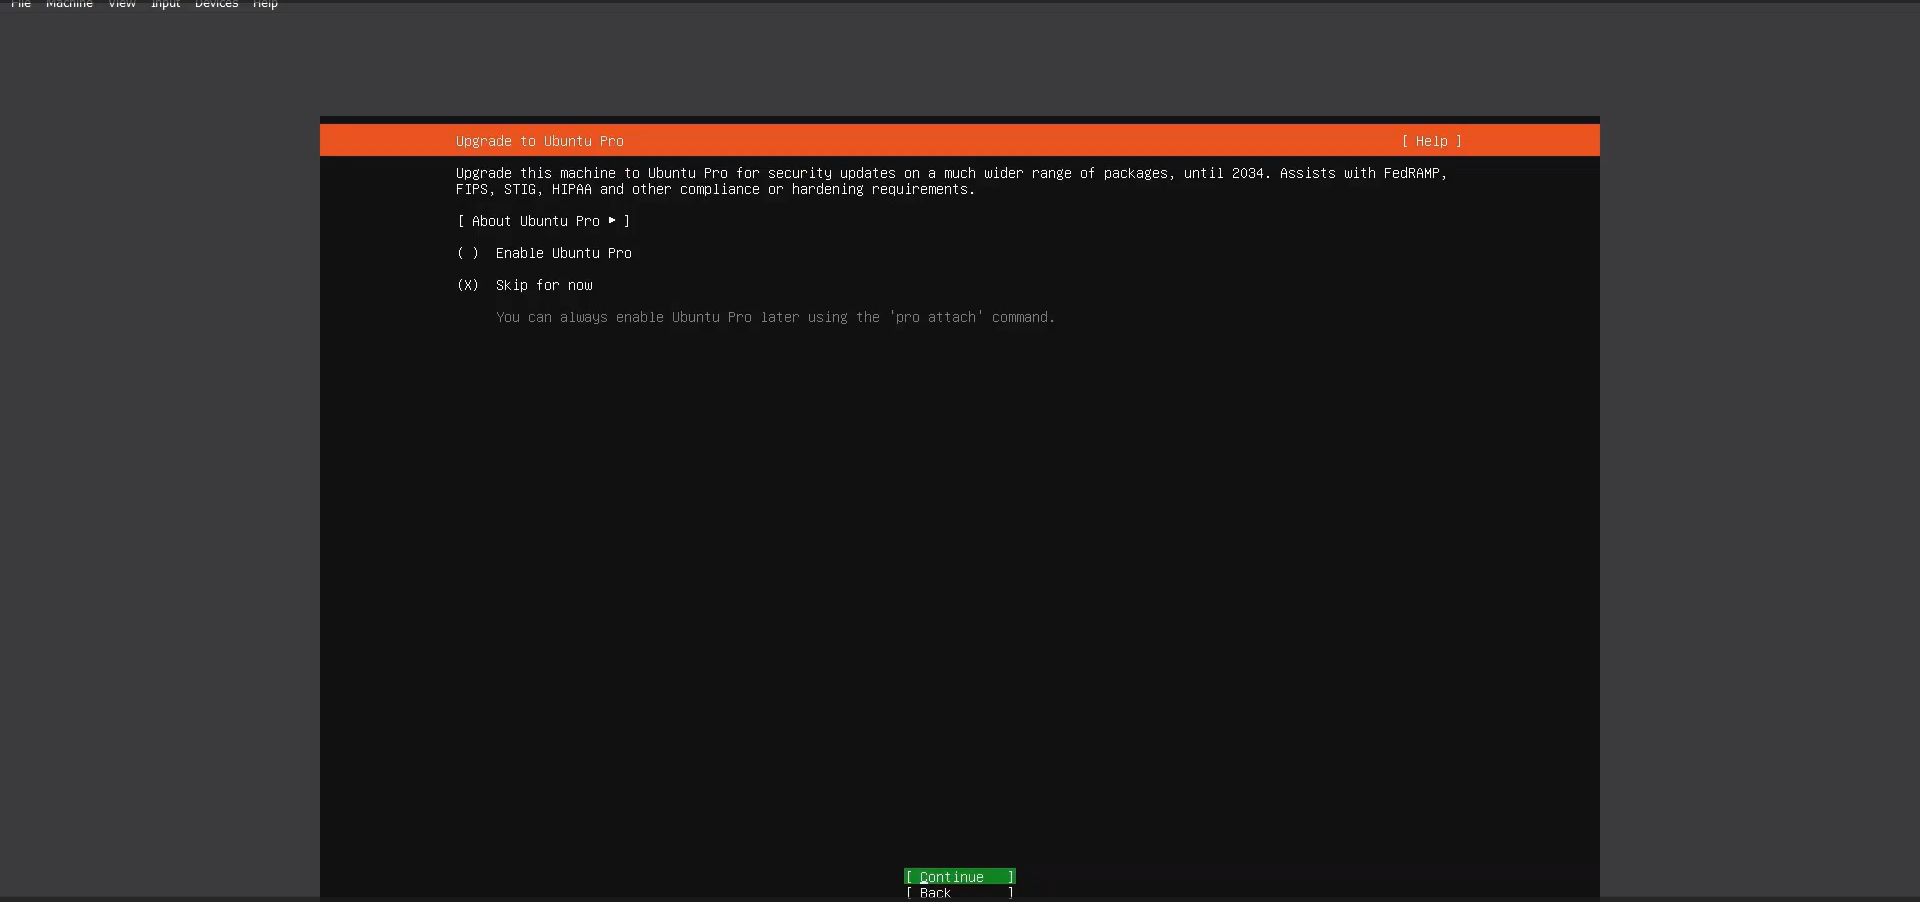 File Machine View Input Devices Help
Upgrade to Ubuntu Pro [ Help ]
Upgrade this machine to Ubuntu Pro for security updates on a much wider range of packages, until 2034. Assists with FedRAMP,
FIPS, STIG, HIPAA and other compliance or hardening requirements.
[ About Ubuntu Pro ▸ ]
( ) Enable Ubuntu Pro
(X) Skip for now
You can always enable Ubuntu Pro later using the 'pro attach' command.
[ Continue ]
[ Back ]